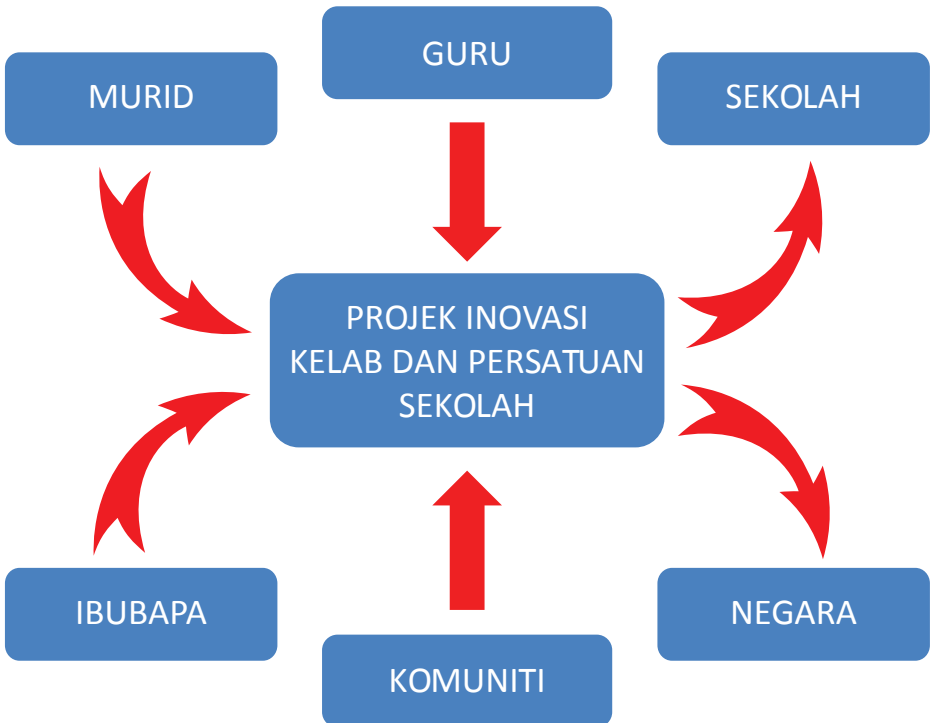 GURU
MURID
SEKOLAH
PROJEK INOVASI
KELAB DAN PERSATUAN
SEKOLAH
IBUBAPA
NEGARA
KOMUNITI